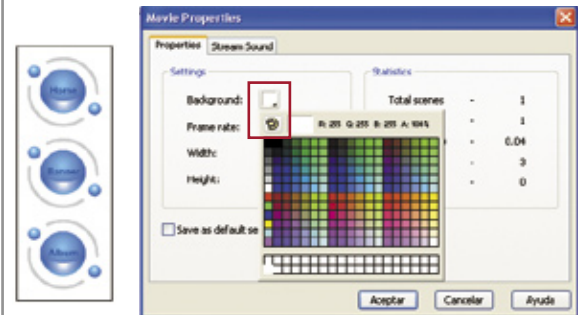 Home
Banner
Album
Movie Properties
Properties Stream Sound
Settings
Statistics
Background:
Total scenes - 1
Frame rate:
R: 255 G: 255 B: 255 A: 100%
- 1
Width:
- 0.04
- 3
Height:
- 0
Save as default se
Aceptar Cancelar Ayuda